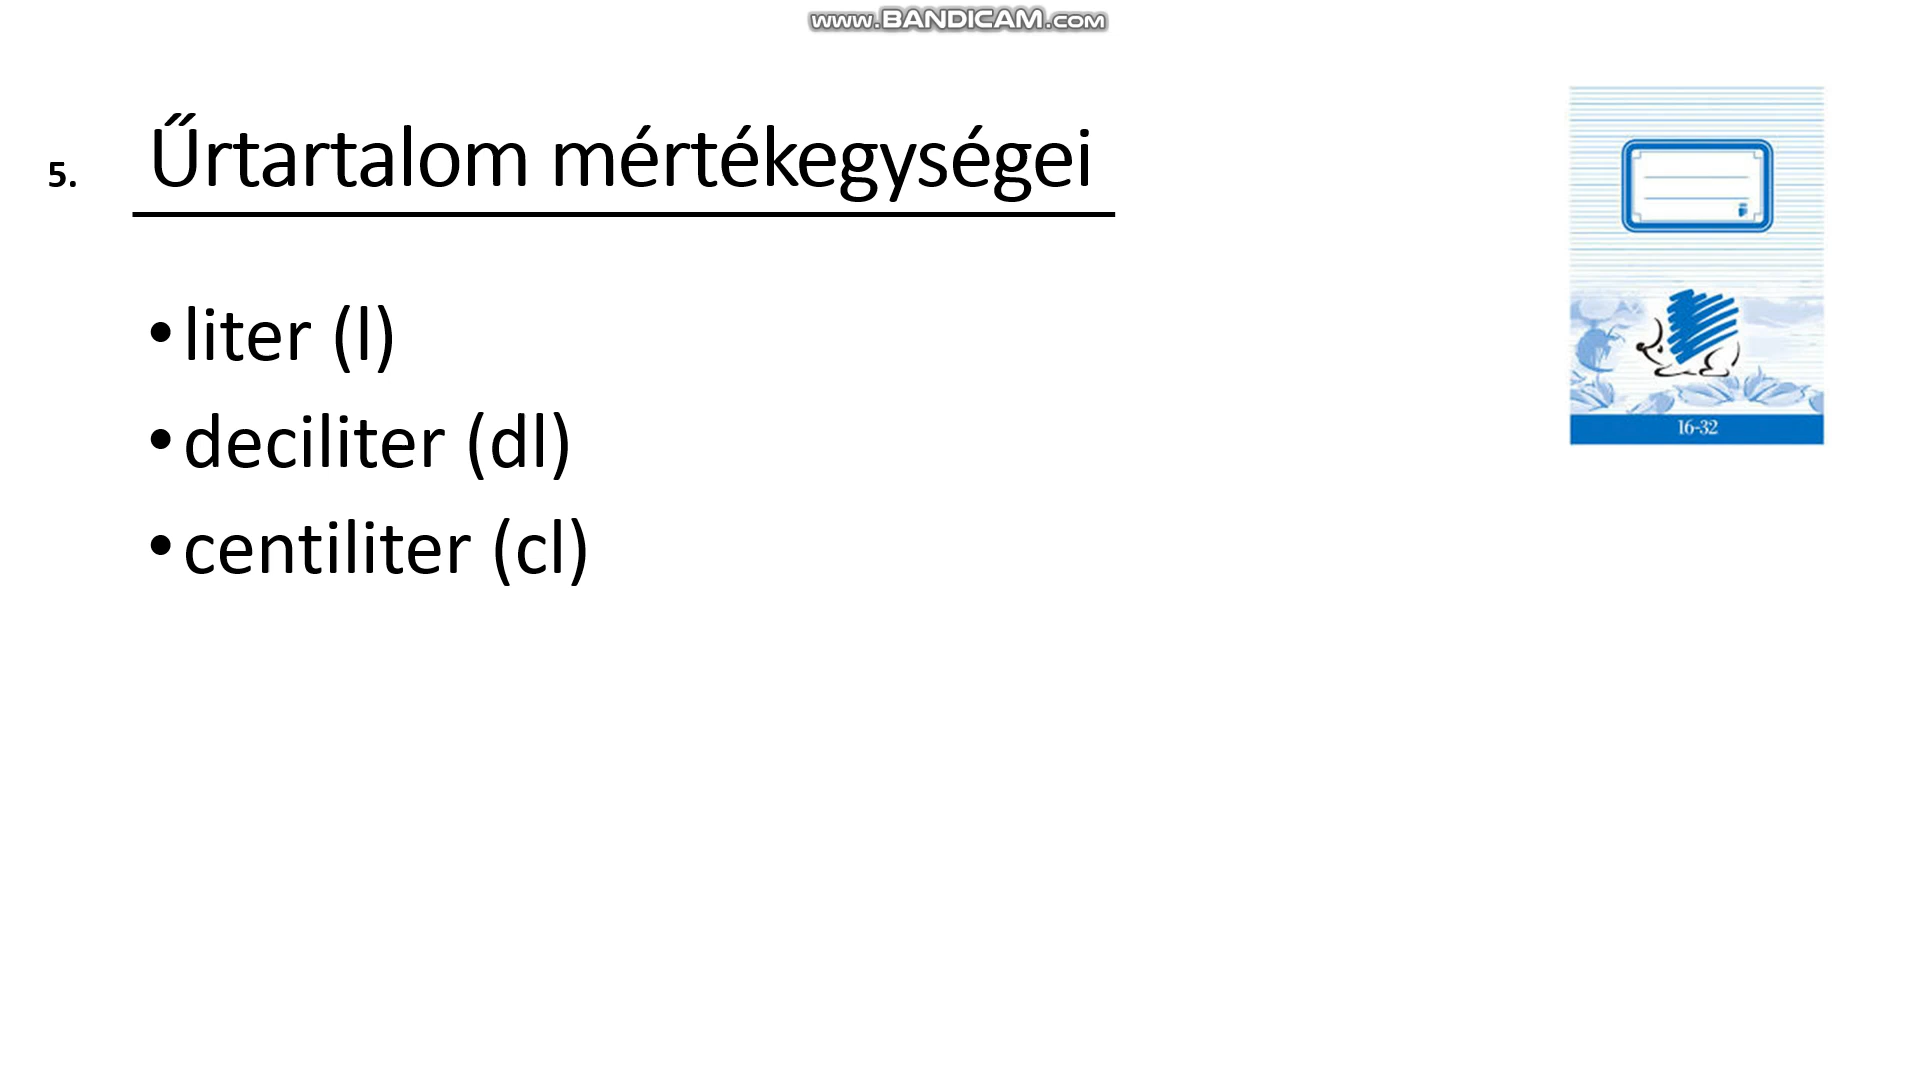 www.BANDICAM.com
5. Űrtartalom mértékegységei
•liter (l)
•deciliter (dl)
•centiliter (cl)
16-32